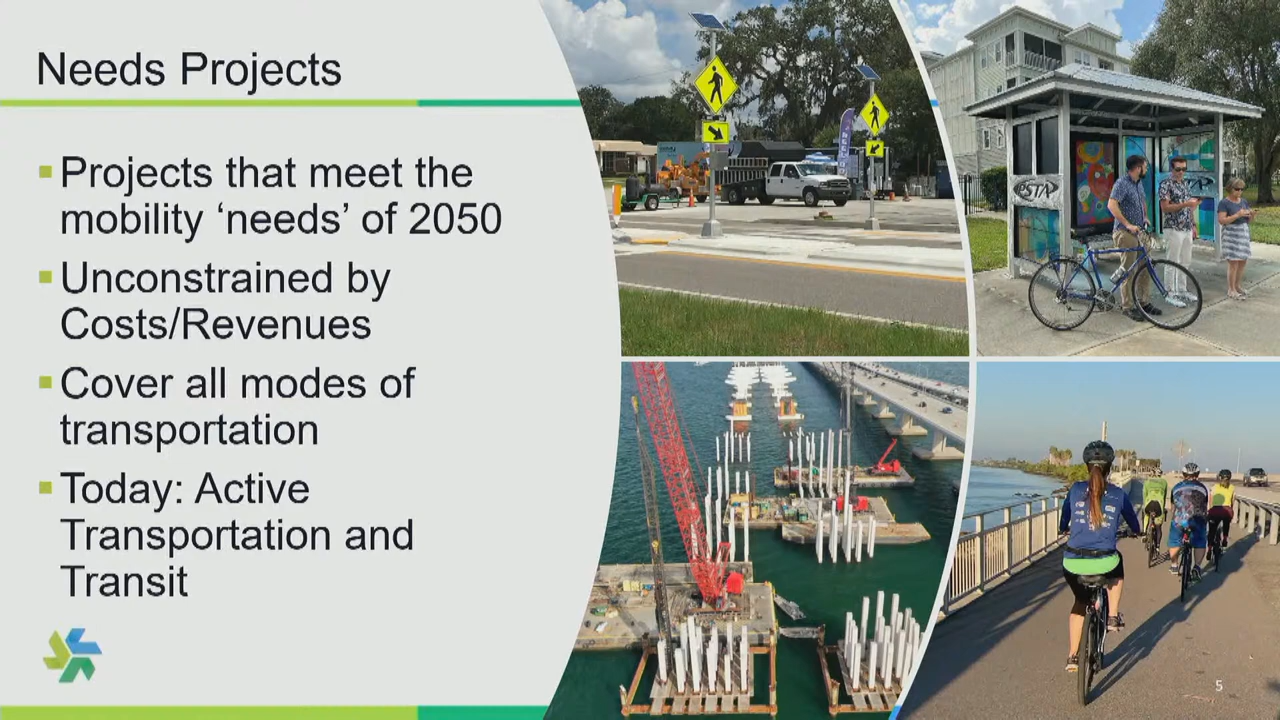 Needs Projects
Projects that meet the
mobility ‘needs’ of 2050
Unconstrained by
Costs/Revenues
Cover all modes of
transportation
Today: Active
Transportation and
Transit
PSTA
5